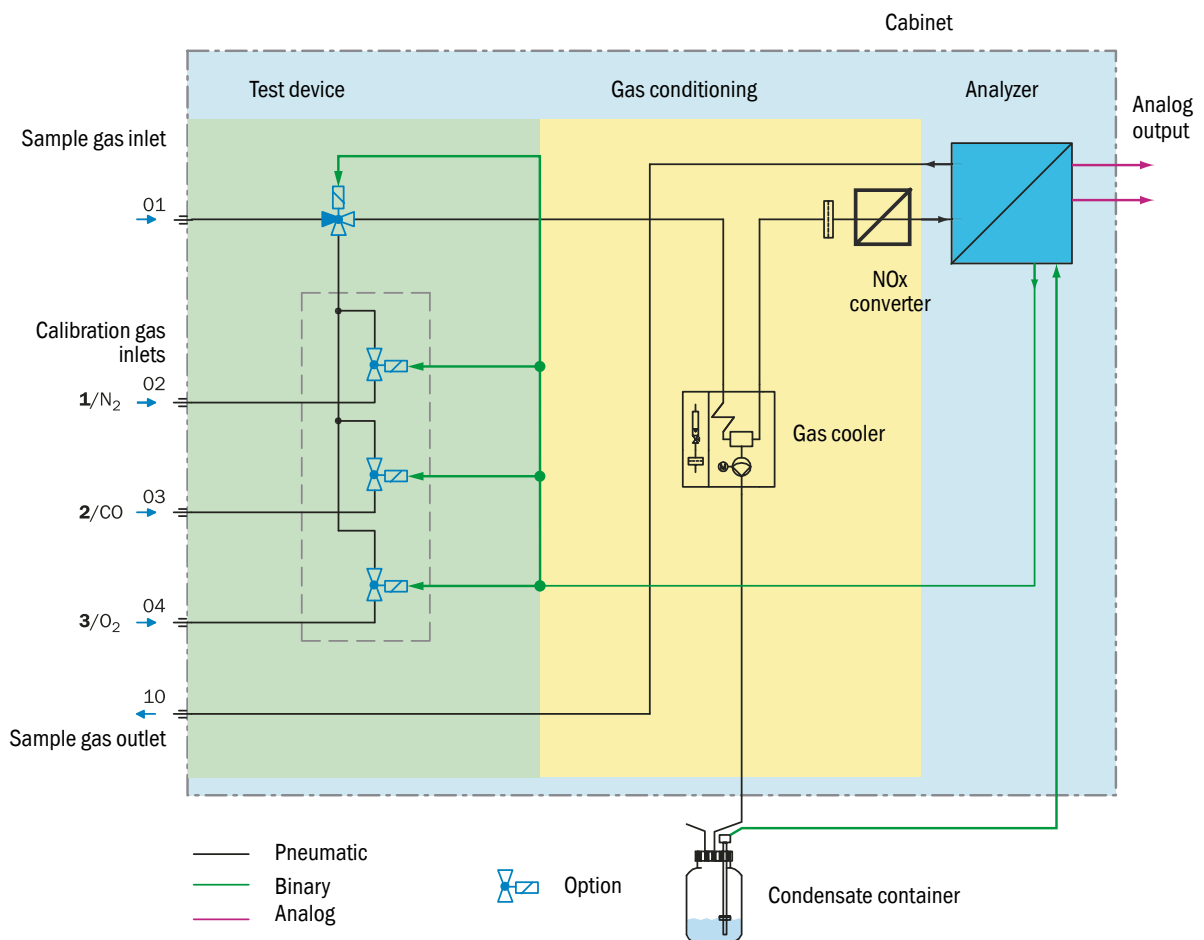 Cabinet
Test device
Gas conditioning
Analyzer
Analog
output
Sample gas inlet
01
NOx
converter
Calibration gas
inlets
02
1/N₂
Gas cooler
M
03
2/CO
04
3/O₂
10
Sample gas outlet
Pneumatic
Binary
Analog
Option
Condensate container